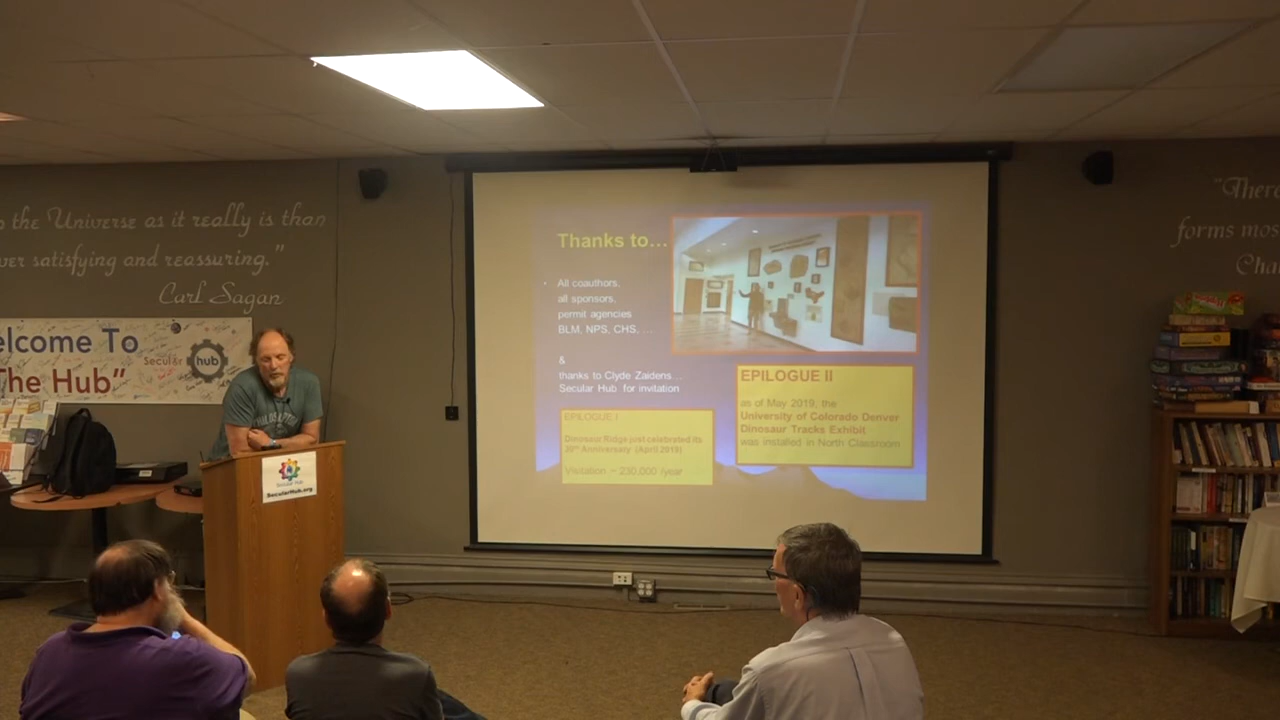 o the Universe as it really is than
ver satisfying and reassuring."
Carl Sagan
elcome To
The Hub"
Secular hub
Secular Hub
SecularHub.org
Thanks to...
• All coauthors,
all sponsors,
permit agencies
BLM, NPS, CHS, ...
&
thanks to Clyde Zaidens...
Secular Hub for invitation
EPILOGUE I
Dinosaur Ridge just celebrated its
30th Anniversary (April 2019)
Visitation ~ 230,000 /year
EPILOGUE II
as of May 2019, the
University of Colorado Denver
Dinosaur Tracks Exhibit
was installed in North Classroom
"There
forms mos
Cha